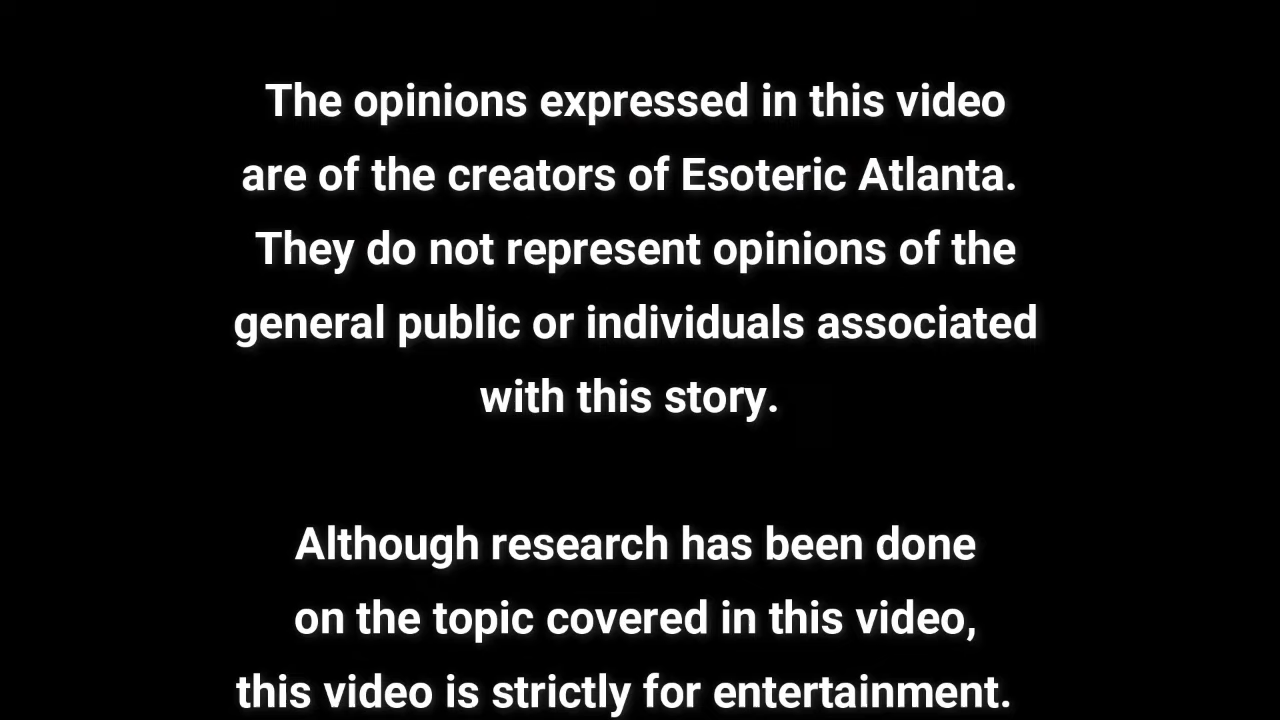 The opinions expressed in this video
are of the creators of Esoteric Atlanta.
They do not represent opinions of the
general public or individuals associated
with this story.
Although research has been done
on the topic covered in this video,
this video is strictly for entertainment.